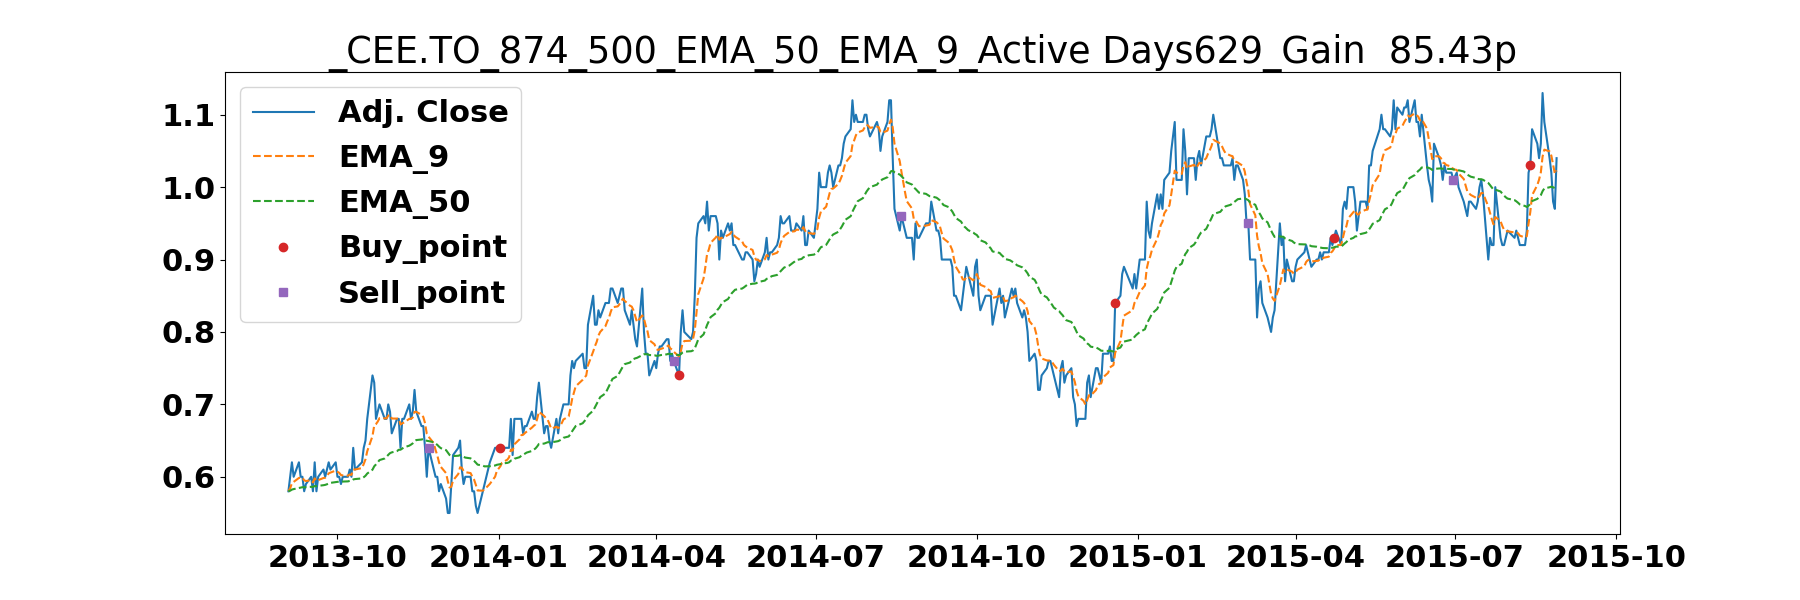 _CEE.TO_874_500_EMA_50_EMA_9_Active Days629_Gain  85.43p
Adj. Close
EMA_9
EMA_50
Buy_point
Sell_point
1.1
1.0
0.9
0.8
0.7
0.6
2013-10 2014-01 2014-04 2014-07 2014-10 2015-01 2015-04 2015-07 2015-10